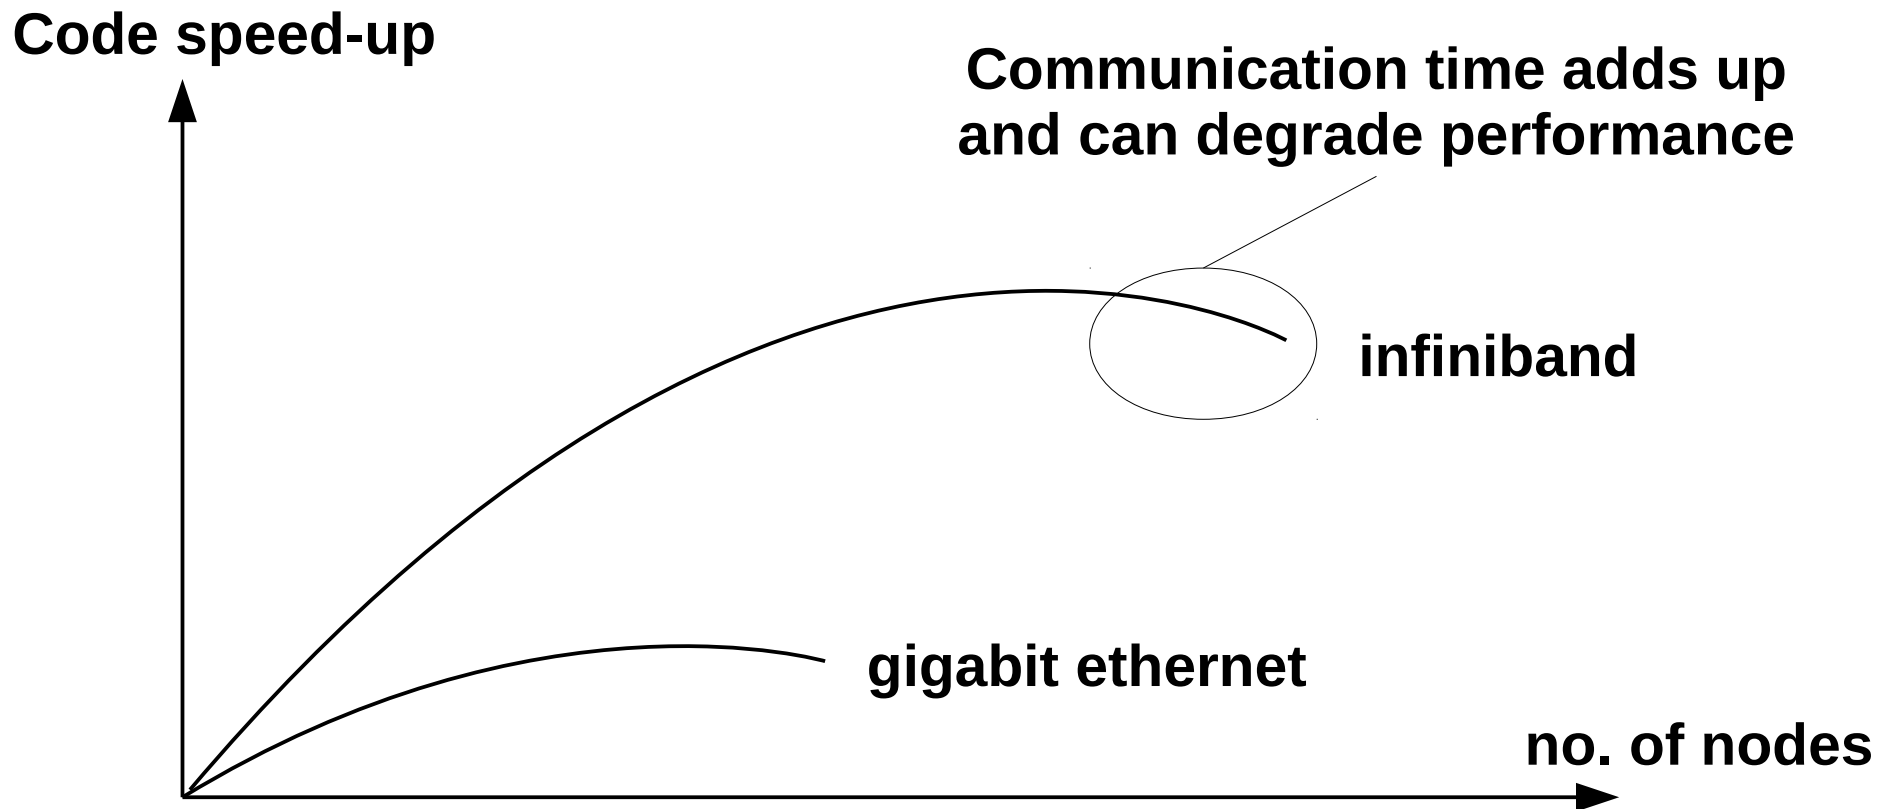 Code speed-up
Communication time adds up
and can degrade performance
infiniband
gigabit ethernet
no. of nodes